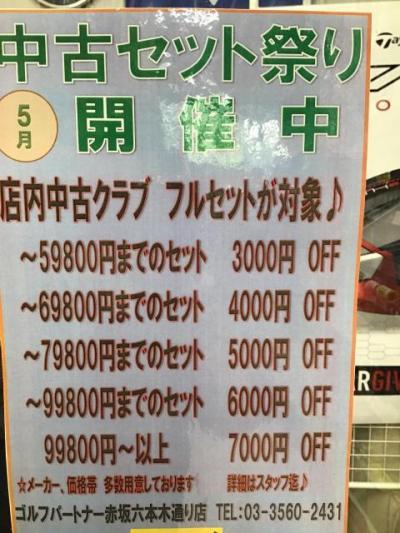 中古セット祭り
5月
開催中
店内中古クラブ フルセットが対象♪
～59800円までのセット 3000円 OFF
～69800円までのセット 4000円 OFF
～79800円までのセット 5000円 OFF
～99800円までのセット 6000円 OFF
99800円～以上 7000円 OFF
☆メーカー、価格帯 多数用意しております 詳細はスタッフ迄♪
ゴルフパートナー赤坂六本木通り店 TEL:03-3560-2431